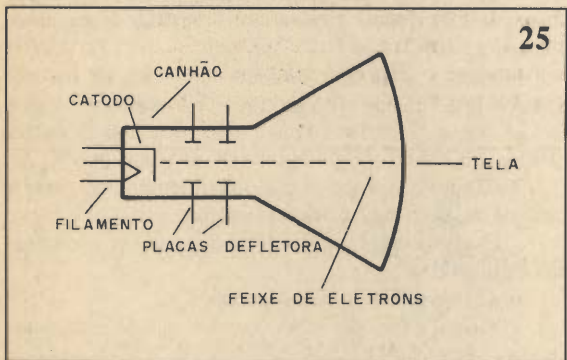 25
CANHÃO
CATODO
TELA
FILAMENTO
PLACAS DEFLETORA
FEIXE DE ELETRONS